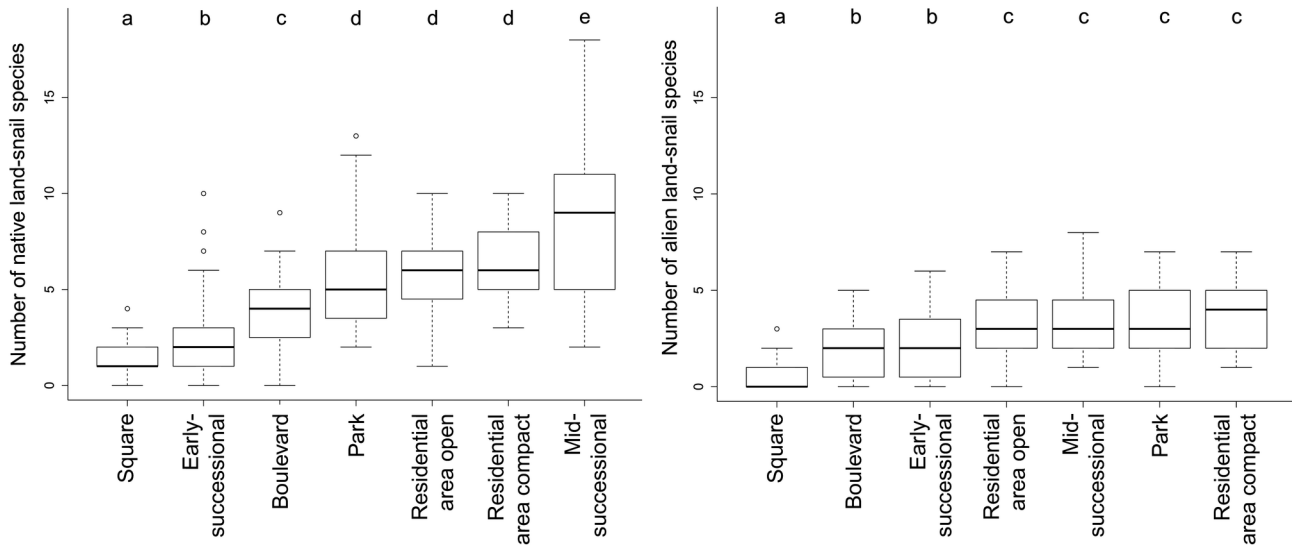 a b c d d d e
Number of native land-snail species
15
10
5
0
Square
Early-
successional
Boulevard
Park
Residential
area open
Residential
area compact
Mid-
successional
a b b c c c c
Number of alien land-snail species
15
10
5
0
Square
Boulevard
Early-
successional
Residential
area open
Mid-
successional
Park
Residential
area compact